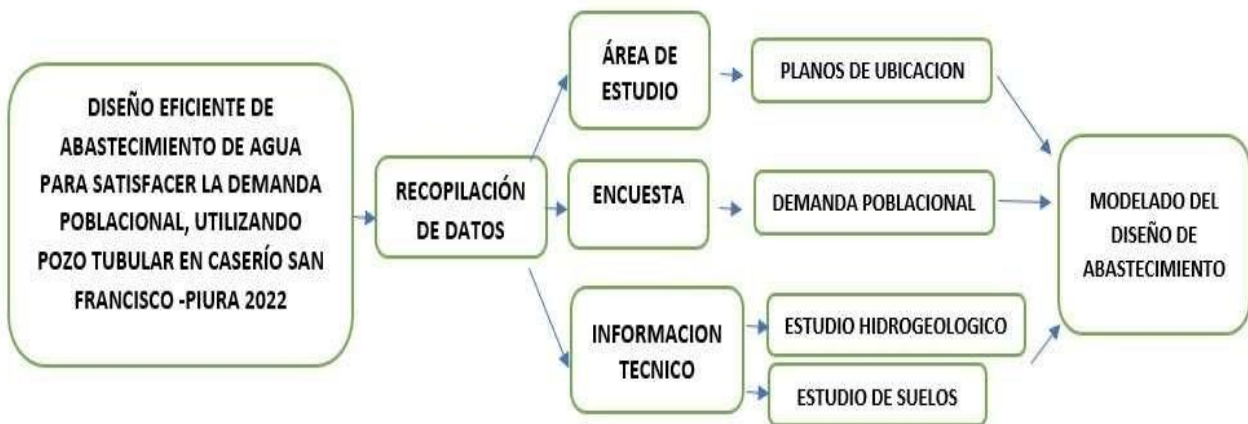 DISEÑO EFICIENTE DE
ABASTECIMIENTO DE AGUA
PARA SATISFACER LA DEMANDA
POBLACIONAL, UTILIZANDO
POZO TUBULAR EN CASERÍO SAN
FRANCISCO -PIURA 2022
RECOPILACIÓN
DE DATOS
ÁREA DE
ESTUDIO
PLANOS DE UBICACION
ENCUESTA
DEMANDA POBLACIONAL
INFORMACION
TECNICO
ESTUDIO HIDROGEOLOGICO
ESTUDIO DE SUELOS
MODELADO DEL
DISEÑO DE
ABASTECIMIENTO